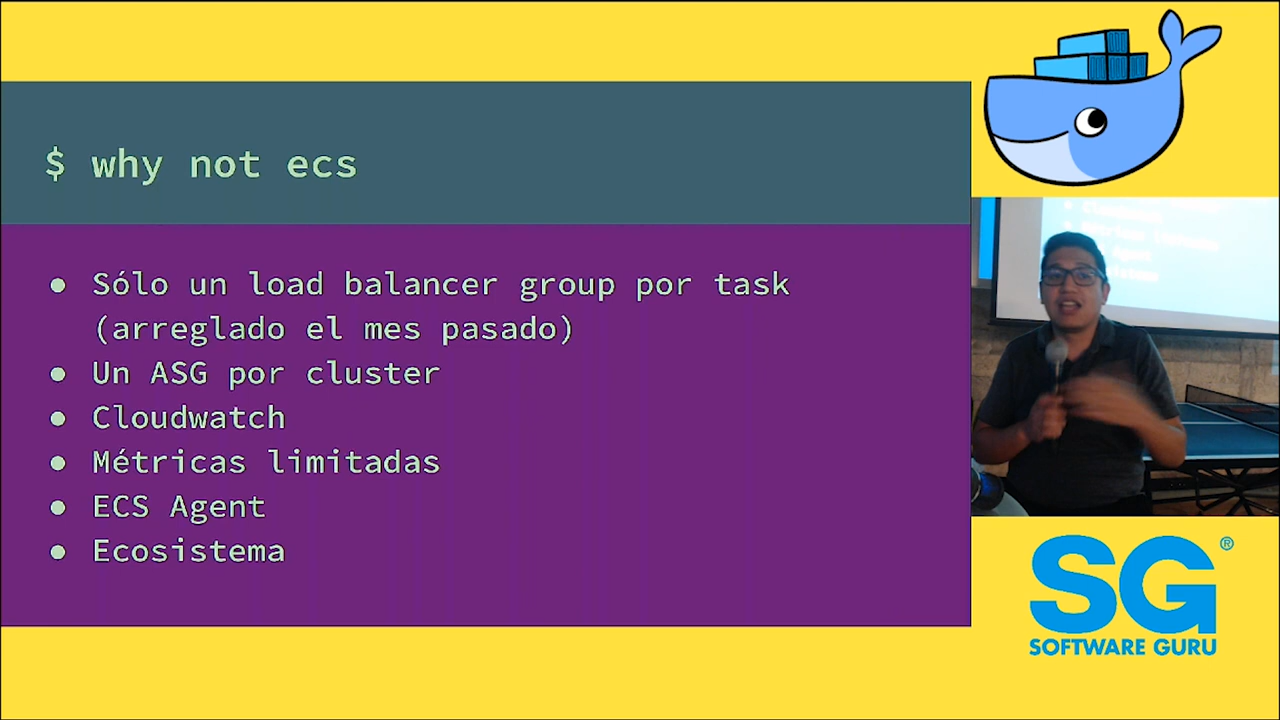 $ why not ecs
● Sólo un load balancer group por task
(arreglado el mes pasado)
● Un ASG por cluster
● Cloudwatch
● Métricas limitadas
● ECS Agent
● Ecosistema
SG®
SOFTWARE GURU